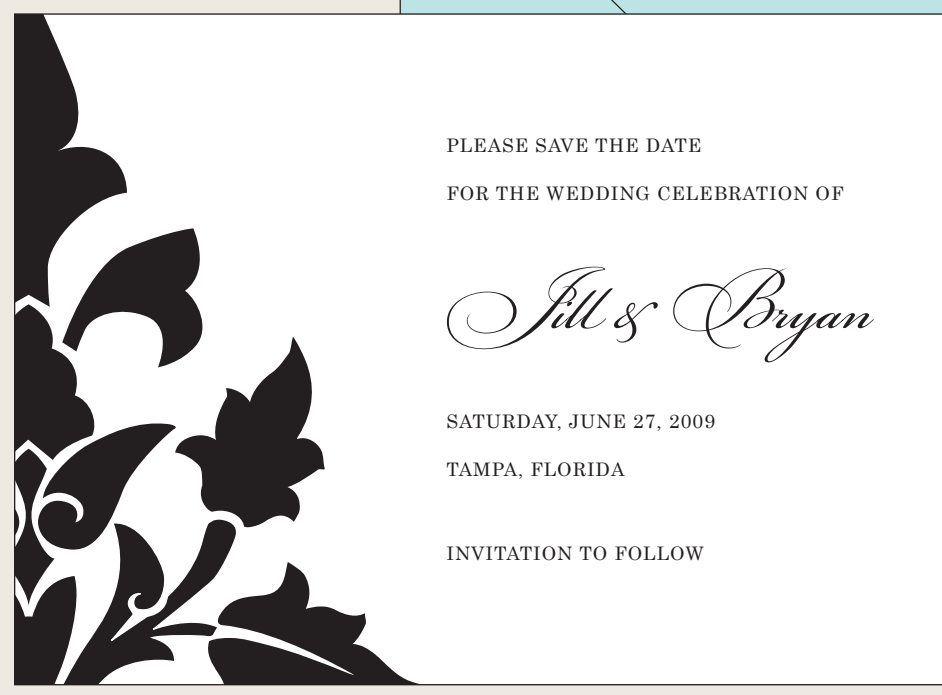 PLEASE SAVE THE DATE
FOR THE WEDDING CELEBRATION OF
Jill & Bryan
SATURDAY, JUNE 27, 2009
TAMPA, FLORIDA
INVITATION TO FOLLOW